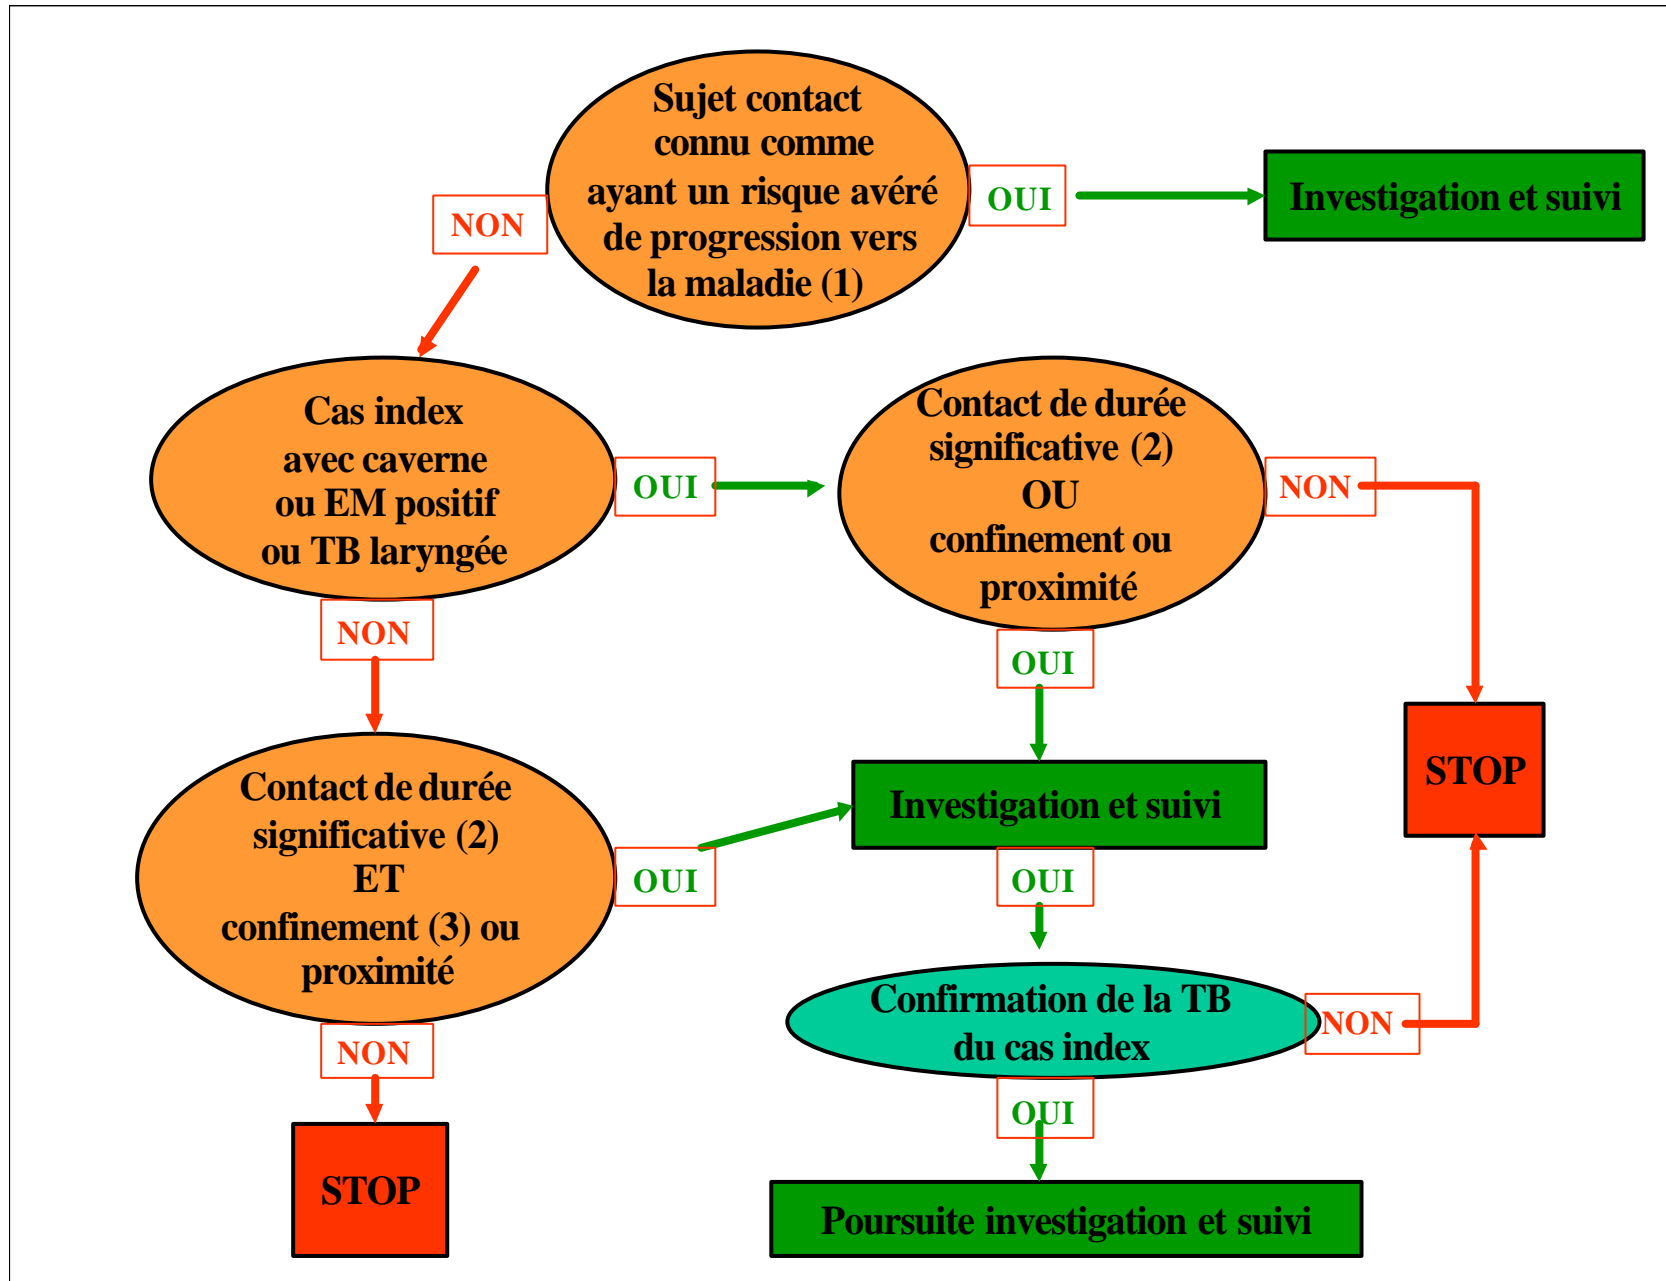 Sujet contact
connu comme
ayant un risque avéré
de progression vers
la maladie (1)
OUI
Investigation et suivi
NON
Cas index
avec caverne
ou EM positif
ou TB laryngée
OUI
Contact de durée
significative (2)
OU
confinement ou
proximité
NON
NON
OUI
STOP
Contact de durée
significative (2)
ET
confinement (3) ou
proximité
OUI
Investigation et suivi
OUI
Confirmation de la TB
du cas index
NON
NON
OUI
STOP
Poursuite investigation et suivi